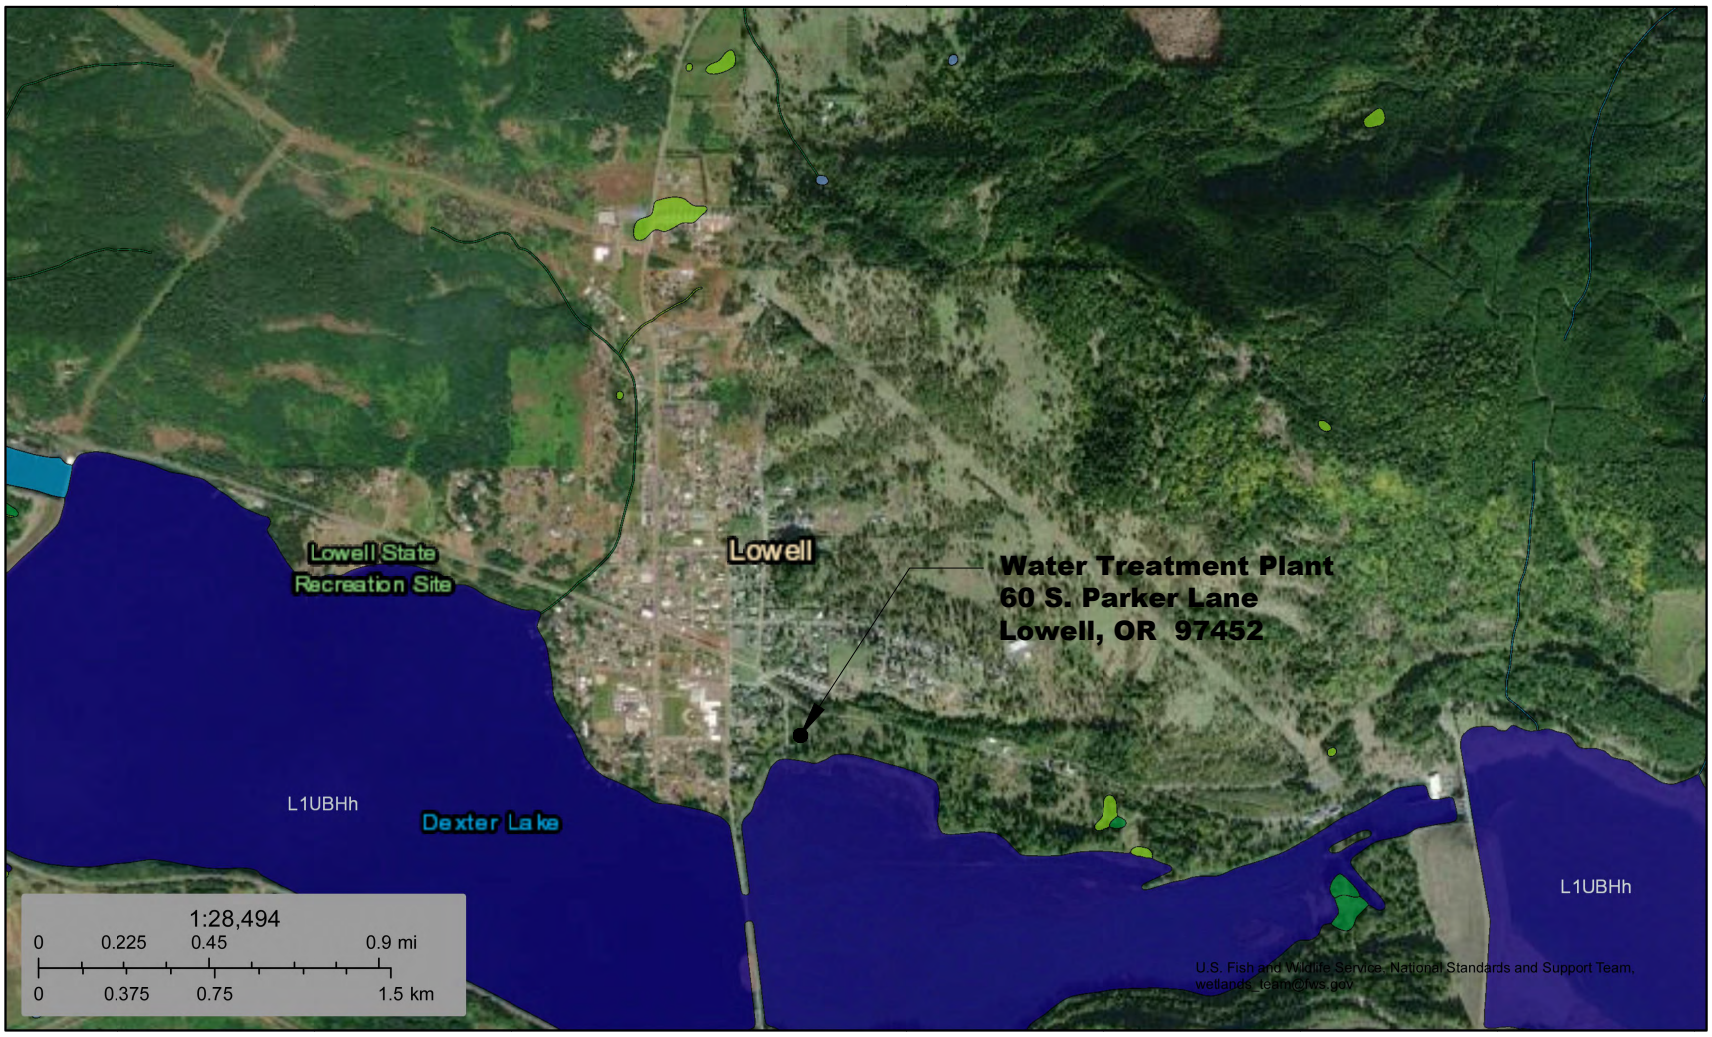 Lowell State
Recreation Site
Lowell
Water Treatment Plant
60 S. Parker Lane
Lowell, OR 97452
L1UBHh
Dexter Lake
L1UBHh
1:28,494
0 0.225 0.45 0.9 mi
0 0.375 0.75 1.5 km
U.S. Fish and Wildlife Service, National Standards and Support Team,
wetlands_team@fws.gov